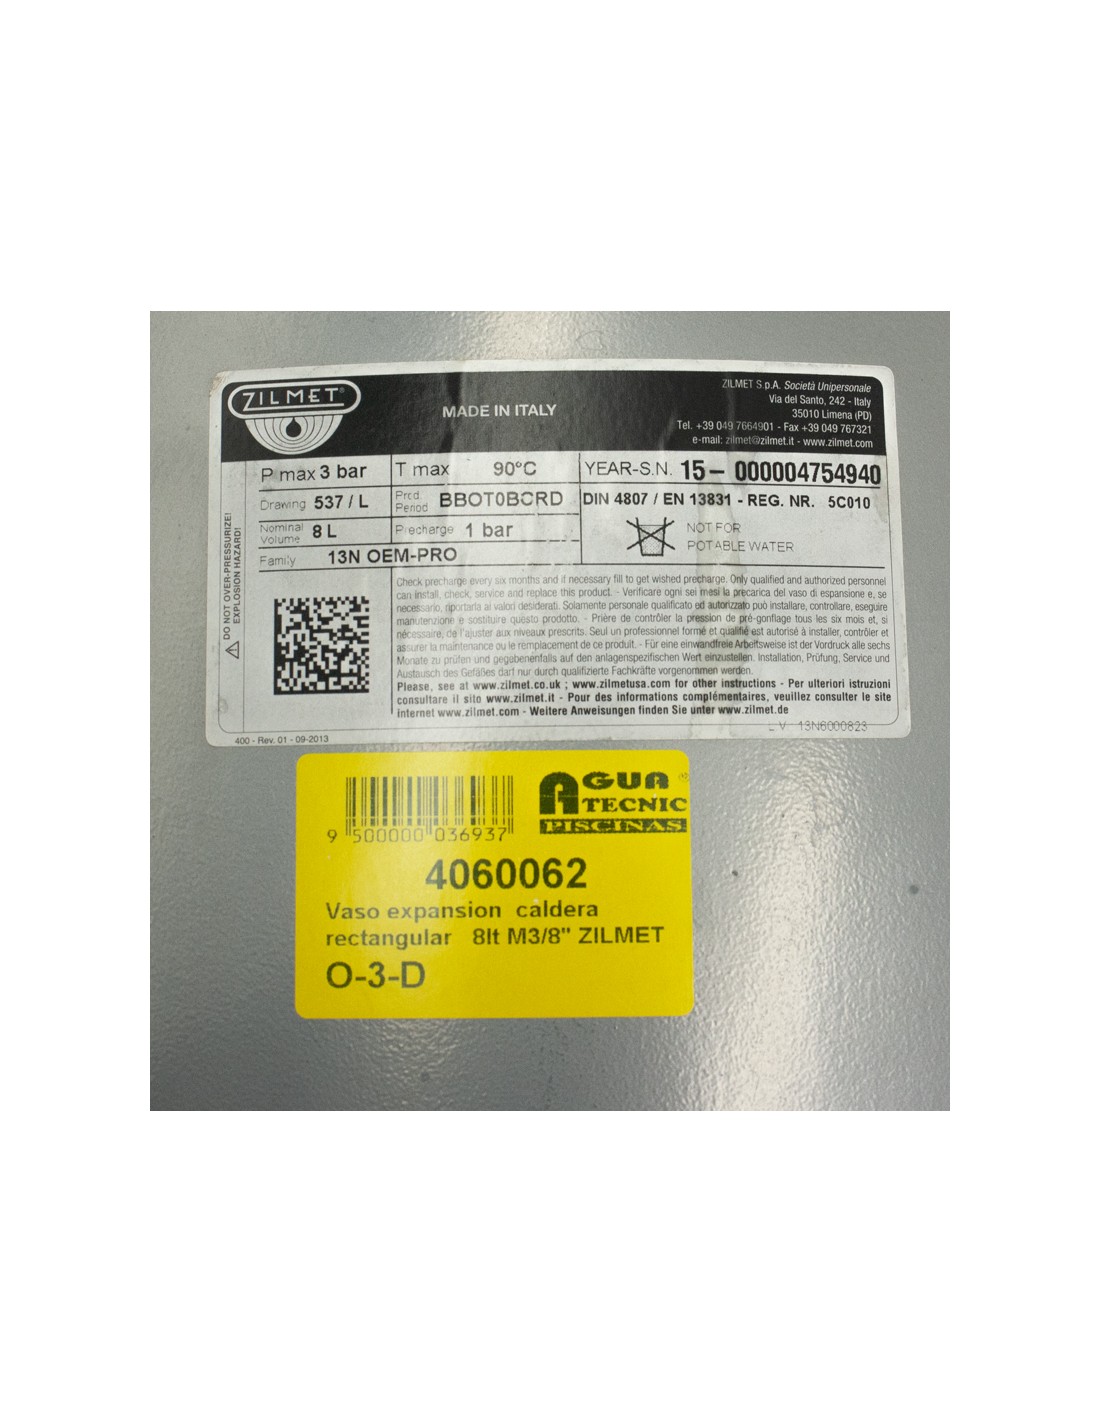 ZILMET®
MADE IN ITALY
ZILMET S.p.A. Società Unipersonale
Via del Santo, 242 - Italy
35010 Limena (PD)
Tel. +39 049 7664901 - Fax +39 049 767321
e-mail: zilmet@zilmet.it - www.zilmet.com
P max 3 bar
T max 90°C
YEAR-S.N. 15- 000004754940
Drawing 537 / L
Prcd. Period BBOT0BCRD
DIN 4807 / EN 13831 - REG. NR. 5C010
Nominal Volume 8 L
Precharge 1 bar
NOT FOR
POTABLE WATER
Family 13N OEM-PRO
DO NOT OVER-PRESSURIZE!
EXPLOSION HAZARD!
Check precharge every six months and if necessary fill to get wished precharge. Only qualified and authorized personnel
can install, check, service and replace this product. - Verificare ogni sei mesi la precarica del vaso di espansione e, se
necessario, riportarla ai valori desiderati. Solamente personale qualificato ed autorizzato può installare, controllare, eseguire
manutenzione e sostituire questo prodotto. - Prière de contrôler la pression de pré-gonflage tous les six mois et, si
nécessaire, de l'ajuster aux niveaux prescrits. Seul un professionnel formé et qualifié est autorisé à installer, contrôler et
assurer la maintenance ou le remplacement de ce produit. - Für eine einwandfreie Arbeitsweise ist der Vordruck alle sechs
Monate zu prüfen und gegebenenfalls auf den anlagenspezifischen Wert einzustellen. Installation, Prüfung, Service und
Austausch des Gefäßes darf nur durch qualifizierte Fachkräfte vorgenommen werden.
Please, see at www.zilmet.co.uk ; www.zilmetusa.com for other instructions - Per ulteriori istruzioni
consultare il sito www.zilmet.it - Pour des informations complémentaires, veuillez consulter le site
internet www.zilmet.com - Weitere Anweisungen finden Sie unter www.zilmet.de
L V 13N6000823
400 - Rev. 01 - 09-2013
AGUA ®
TECNIC
PISCINAS
9 500000 036937
4060062
Vaso expansion caldera
rectangular 8lt M3/8" ZILMET
O-3-D